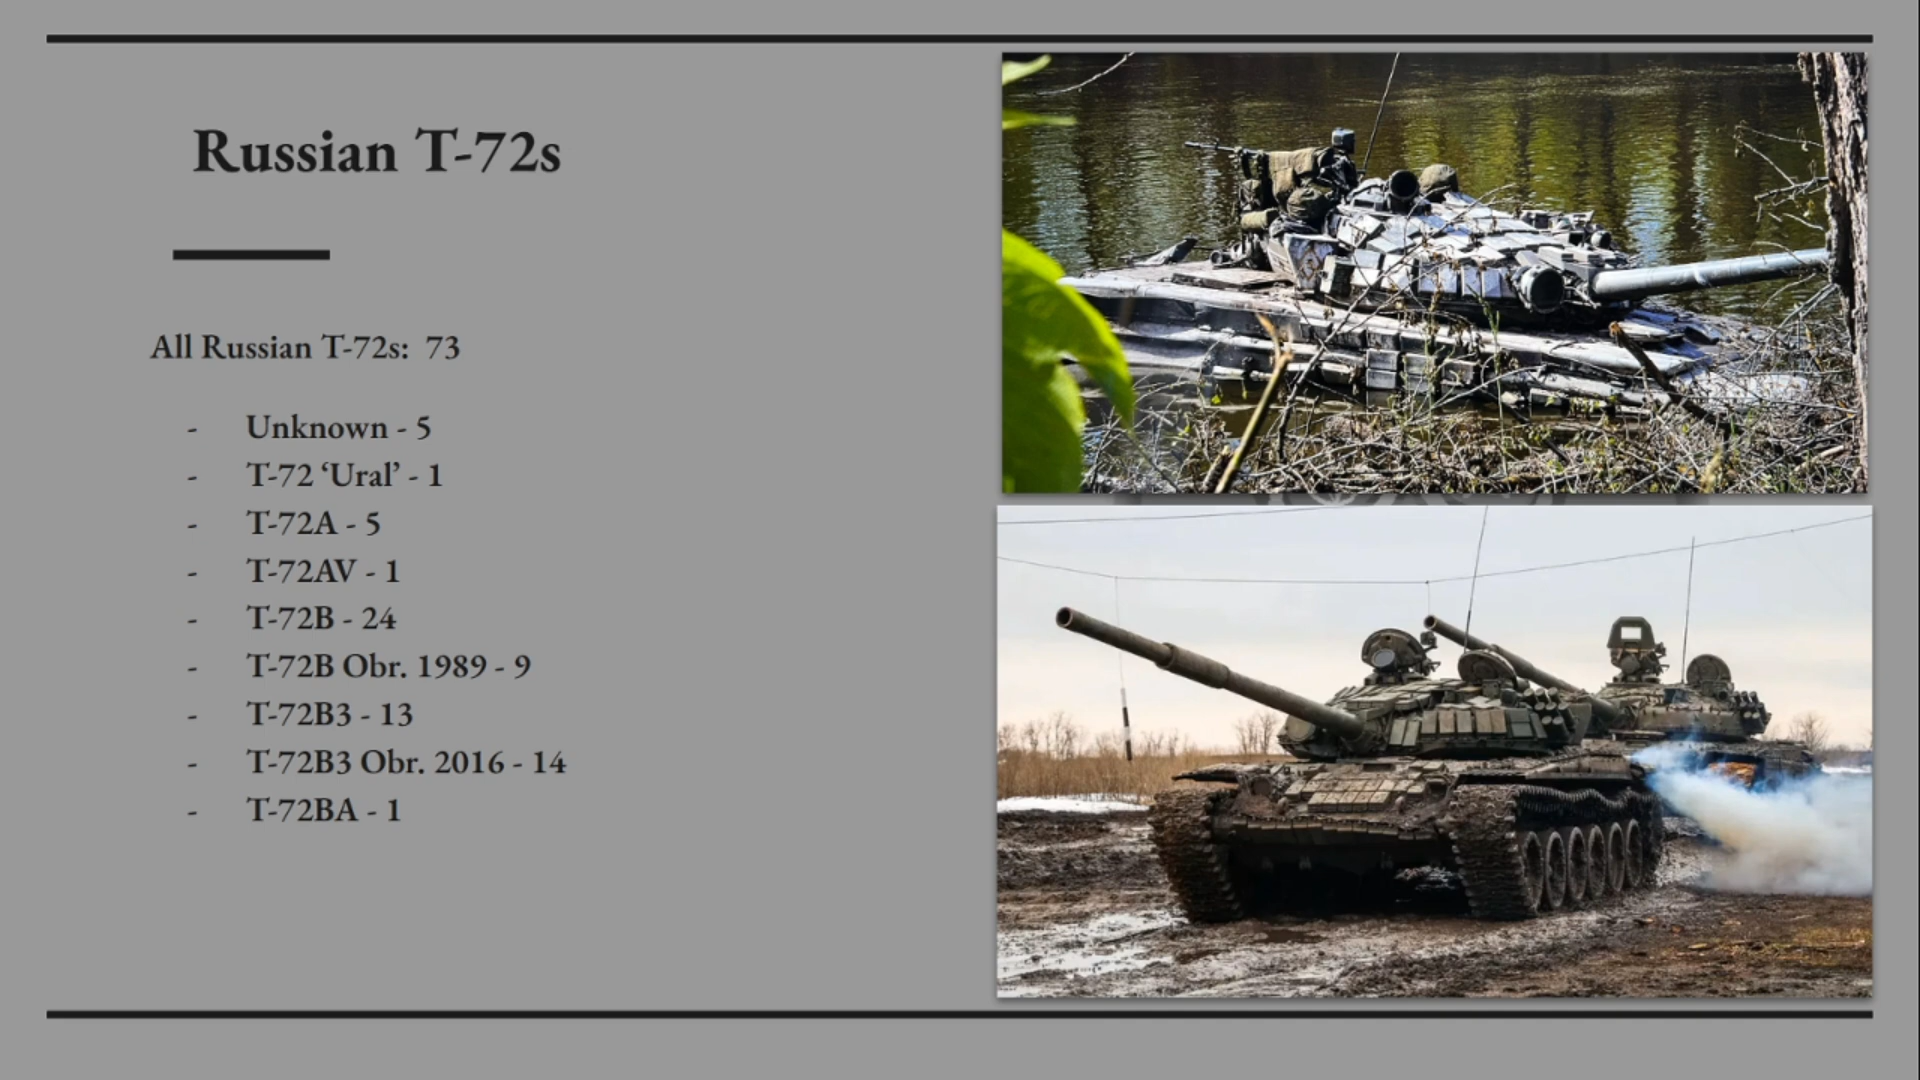 Russian T-72s
All Russian T-72s: 73
- Unknown - 5
- T-72 ‘Ural’ - 1
- T-72A - 5
- T-72AV - 1
- T-72B - 24
- T-72B Obr. 1989 - 9
- T-72B3 - 13
- T-72B3 Obr. 2016 - 14
- T-72BA - 1